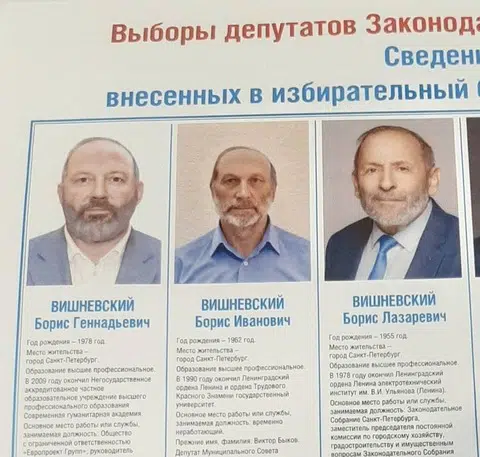 Выборы депутатов Законода
Сведени
внесенных в избирательный
ВИШНЕВСКИЙ
Борис Геннадьевич
Год рождения – 1978 год.
Место жительства –
город Санкт-Петербург.
Образование высшее профессиональное.
В 2009 году окончил Негосударственное
аккредитованное частное
образовательное учреждение высшего
профессионального образования
Современная гуманитарная академия.
Основное место работы или службы,
занимаемая должность: Общество
с ограниченной ответственностью
«Европроект Групп», руководитель
ВИШНЕВСКИЙ
Борис Иванович
Год рождения – 1962 год.
Место жительства –
город Санкт-Петербург.
Образование высшее профессиональное.
В 1990 году окончил Ленинградский
ордена Ленина и ордена Трудового
Красного Знамени государственный
университет.
Основное место работы или службы,
занимаемая должность: временно
неработающий.
Прежние имя, фамилия: Виктор Быков.
Депутат Муниципального Совета
ВИШНЕВСКИЙ
Борис Лазаревич
Год рождения – 1955 год.
Место жительства –
город Санкт-Петербург.
Образование высшее профессиональное.
В 1978 году окончил Ленинградский
ордена Ленина электротехнический
институт им. В.И. Ульянова (Ленина).
Основное место работы или службы,
занимаемая должность: Законодательное
Собрание Санкт-Петербурга,
заместитель председателя постоянной
комиссии по городскому хозяйству,
градостроительству и имущественным
вопросам Законодательного Собрания